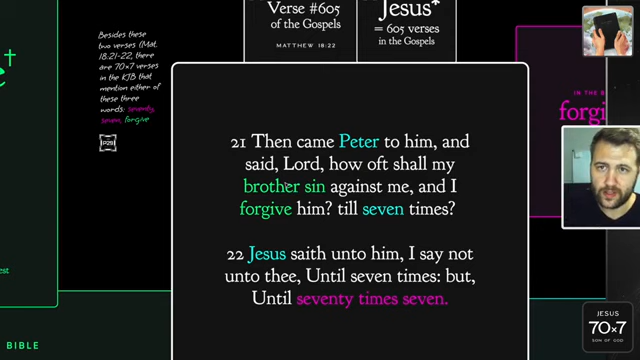 Besides these
two verses (Mat.
18:21-22, there
are 70×7 verses
in the KJB that
mention either of
these three
words: seventy,
seven, forgive
P29
Verse #605
of the Gospels
MATTHEW 18:22
Jesus*
= 605 verses
in the Gospels
21 Then came Peter to him, and
said, Lord, how oft shall my
brother sin against me, and I
forgive him? till seven times?
22 Jesus saith unto him, I say not
unto thee, Until seven times: but,
Until seventy times seven.
IN THE B
forgi
est
BIBLE
JESUS
70×7
SON OF GOD